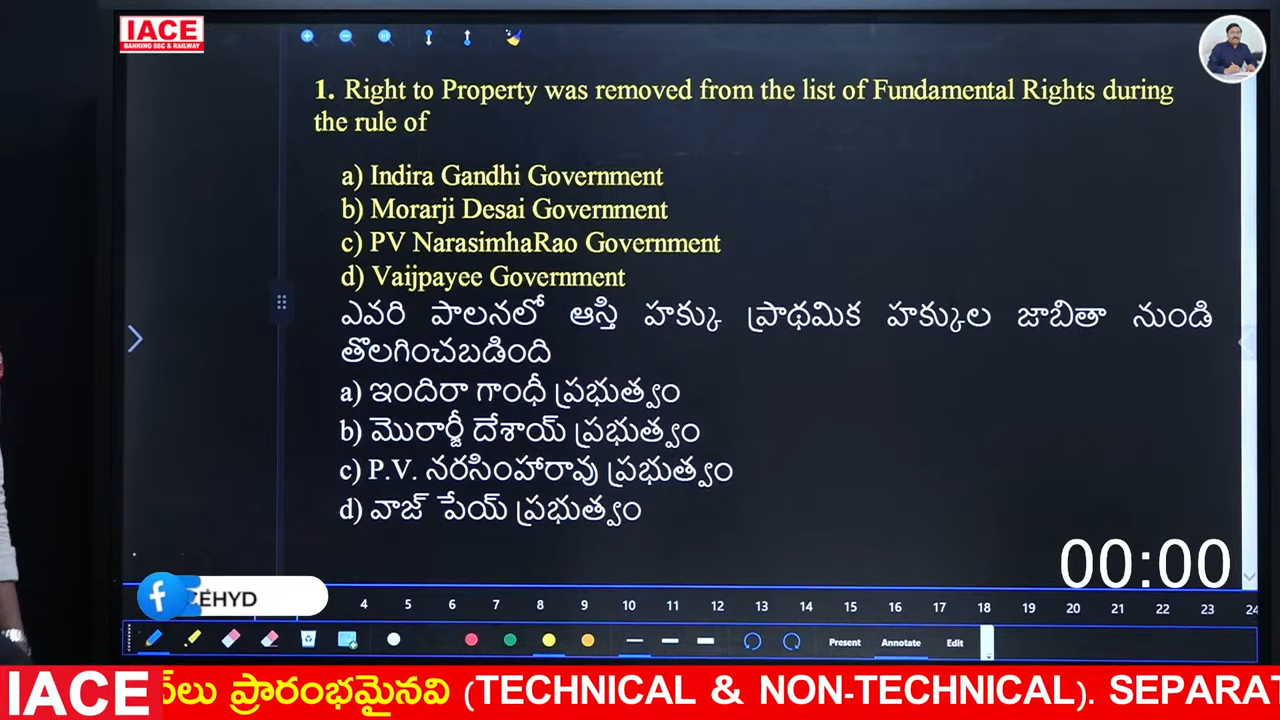 IACE
BANKING SSC & RAILWAY
1. Right to Property was removed from the list of Fundamental Rights during
the rule of
a) Indira Gandhi Government
b) Morarji Desai Government
c) PV NarasimhaRao Government
d) Vaijpayee Government
ఎవరి పాలనలో ఆస్తి హక్కు ప్రాథమిక హక్కుల జాబితా నుండి
తొలగించబడింది
a) ఇందిరా గాంధీ ప్రభుత్వం
b) మొరార్జీ దేశాయ్ ప్రభుత్వం
c) P.V. నరసింహారావు ప్రభుత్వం
d) వాజ్ పేయ్ ప్రభుత్వం
00:00
CEHYD
4 5 6 7 8 9 10 11 12 13 14 15 16 17 18 19 20 21 22 23 24
Present Annotate Edit
IACE ప్రారంభమైనవి (TECHNICAL & NON-TECHNICAL). SEPARAT